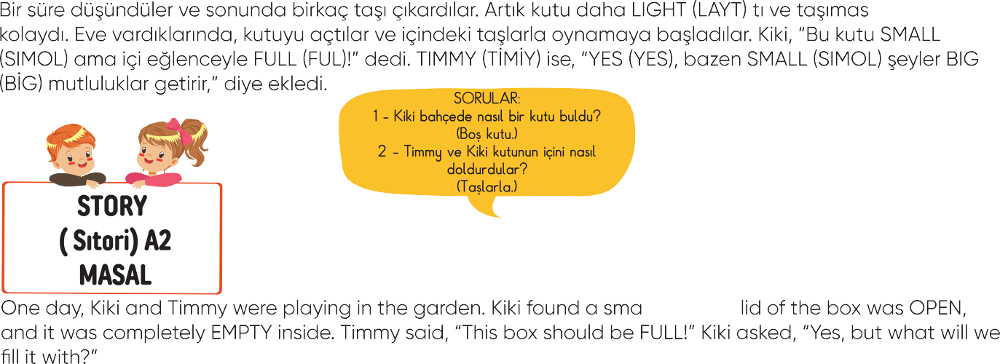 Bir süre düşündüler ve sonunda birkaç taşı çıkardılar. Artık kutu daha LIGHT (LAYT) tı ve taşımas
kolaydı. Eve vardıklarında, kutuyu açtılar ve içindeki taşlarla oynamaya başladılar. Kiki, “Bu kutu SMALL
(SIMOL) ama içi eğlenceyle FULL (FUL)!” dedi. TIMMY (TİMİY) ise, “YES (YES), bazen SMALL (SIMOL) şeyler BIG
(BİG) mutluluklar getirir,” diye ekledi.
SORULAR:
1 - Kiki bahçede nasıl bir kutu buldu?
(Boş kutu.)
2 - Timmy ve Kiki kutunun içini nasıl
doldurdular?
(Taşlarla.)
STORY
( Sıtori) A2
MASAL
One day, Kiki and Timmy were playing in the garden. Kiki found a sma lid of the box was OPEN,
and it was completely EMPTY inside. Timmy said, “This box should be FULL!” Kiki asked, “Yes, but what will we
fill it with?”